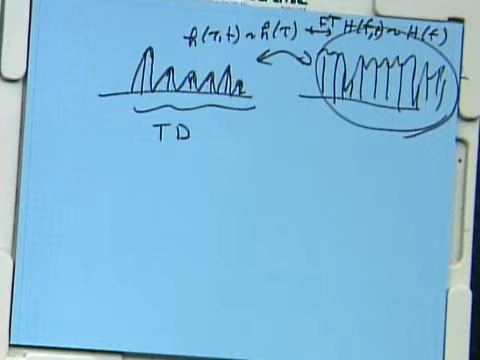 h(τ,t) ~ h(τ) FT H(f,t) ~ H(f)
TD